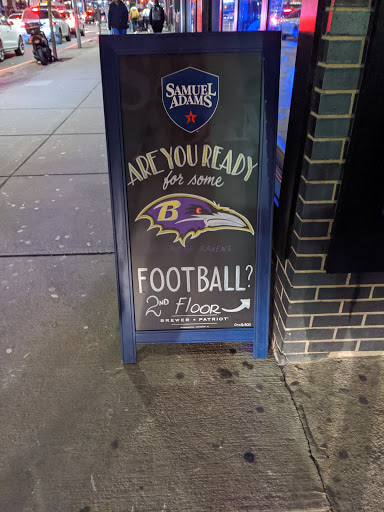 SAMUEL
ADAMS
ARE YOU READY
for some
B
RAVENS
FOOTBALL?
2ND FLOOR
BREWER • PATRIOT